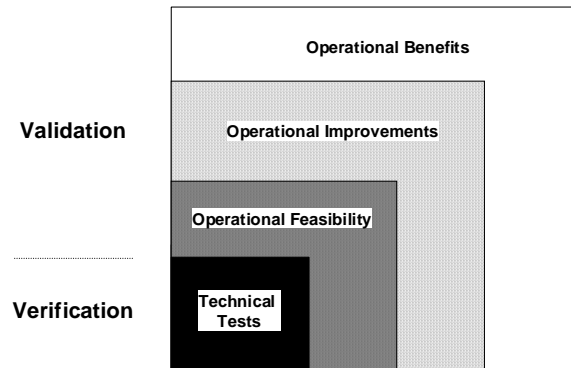 Operational Benefits
Validation
Operational Improvements
Operational Feasibility
Verification
Technical
Tests